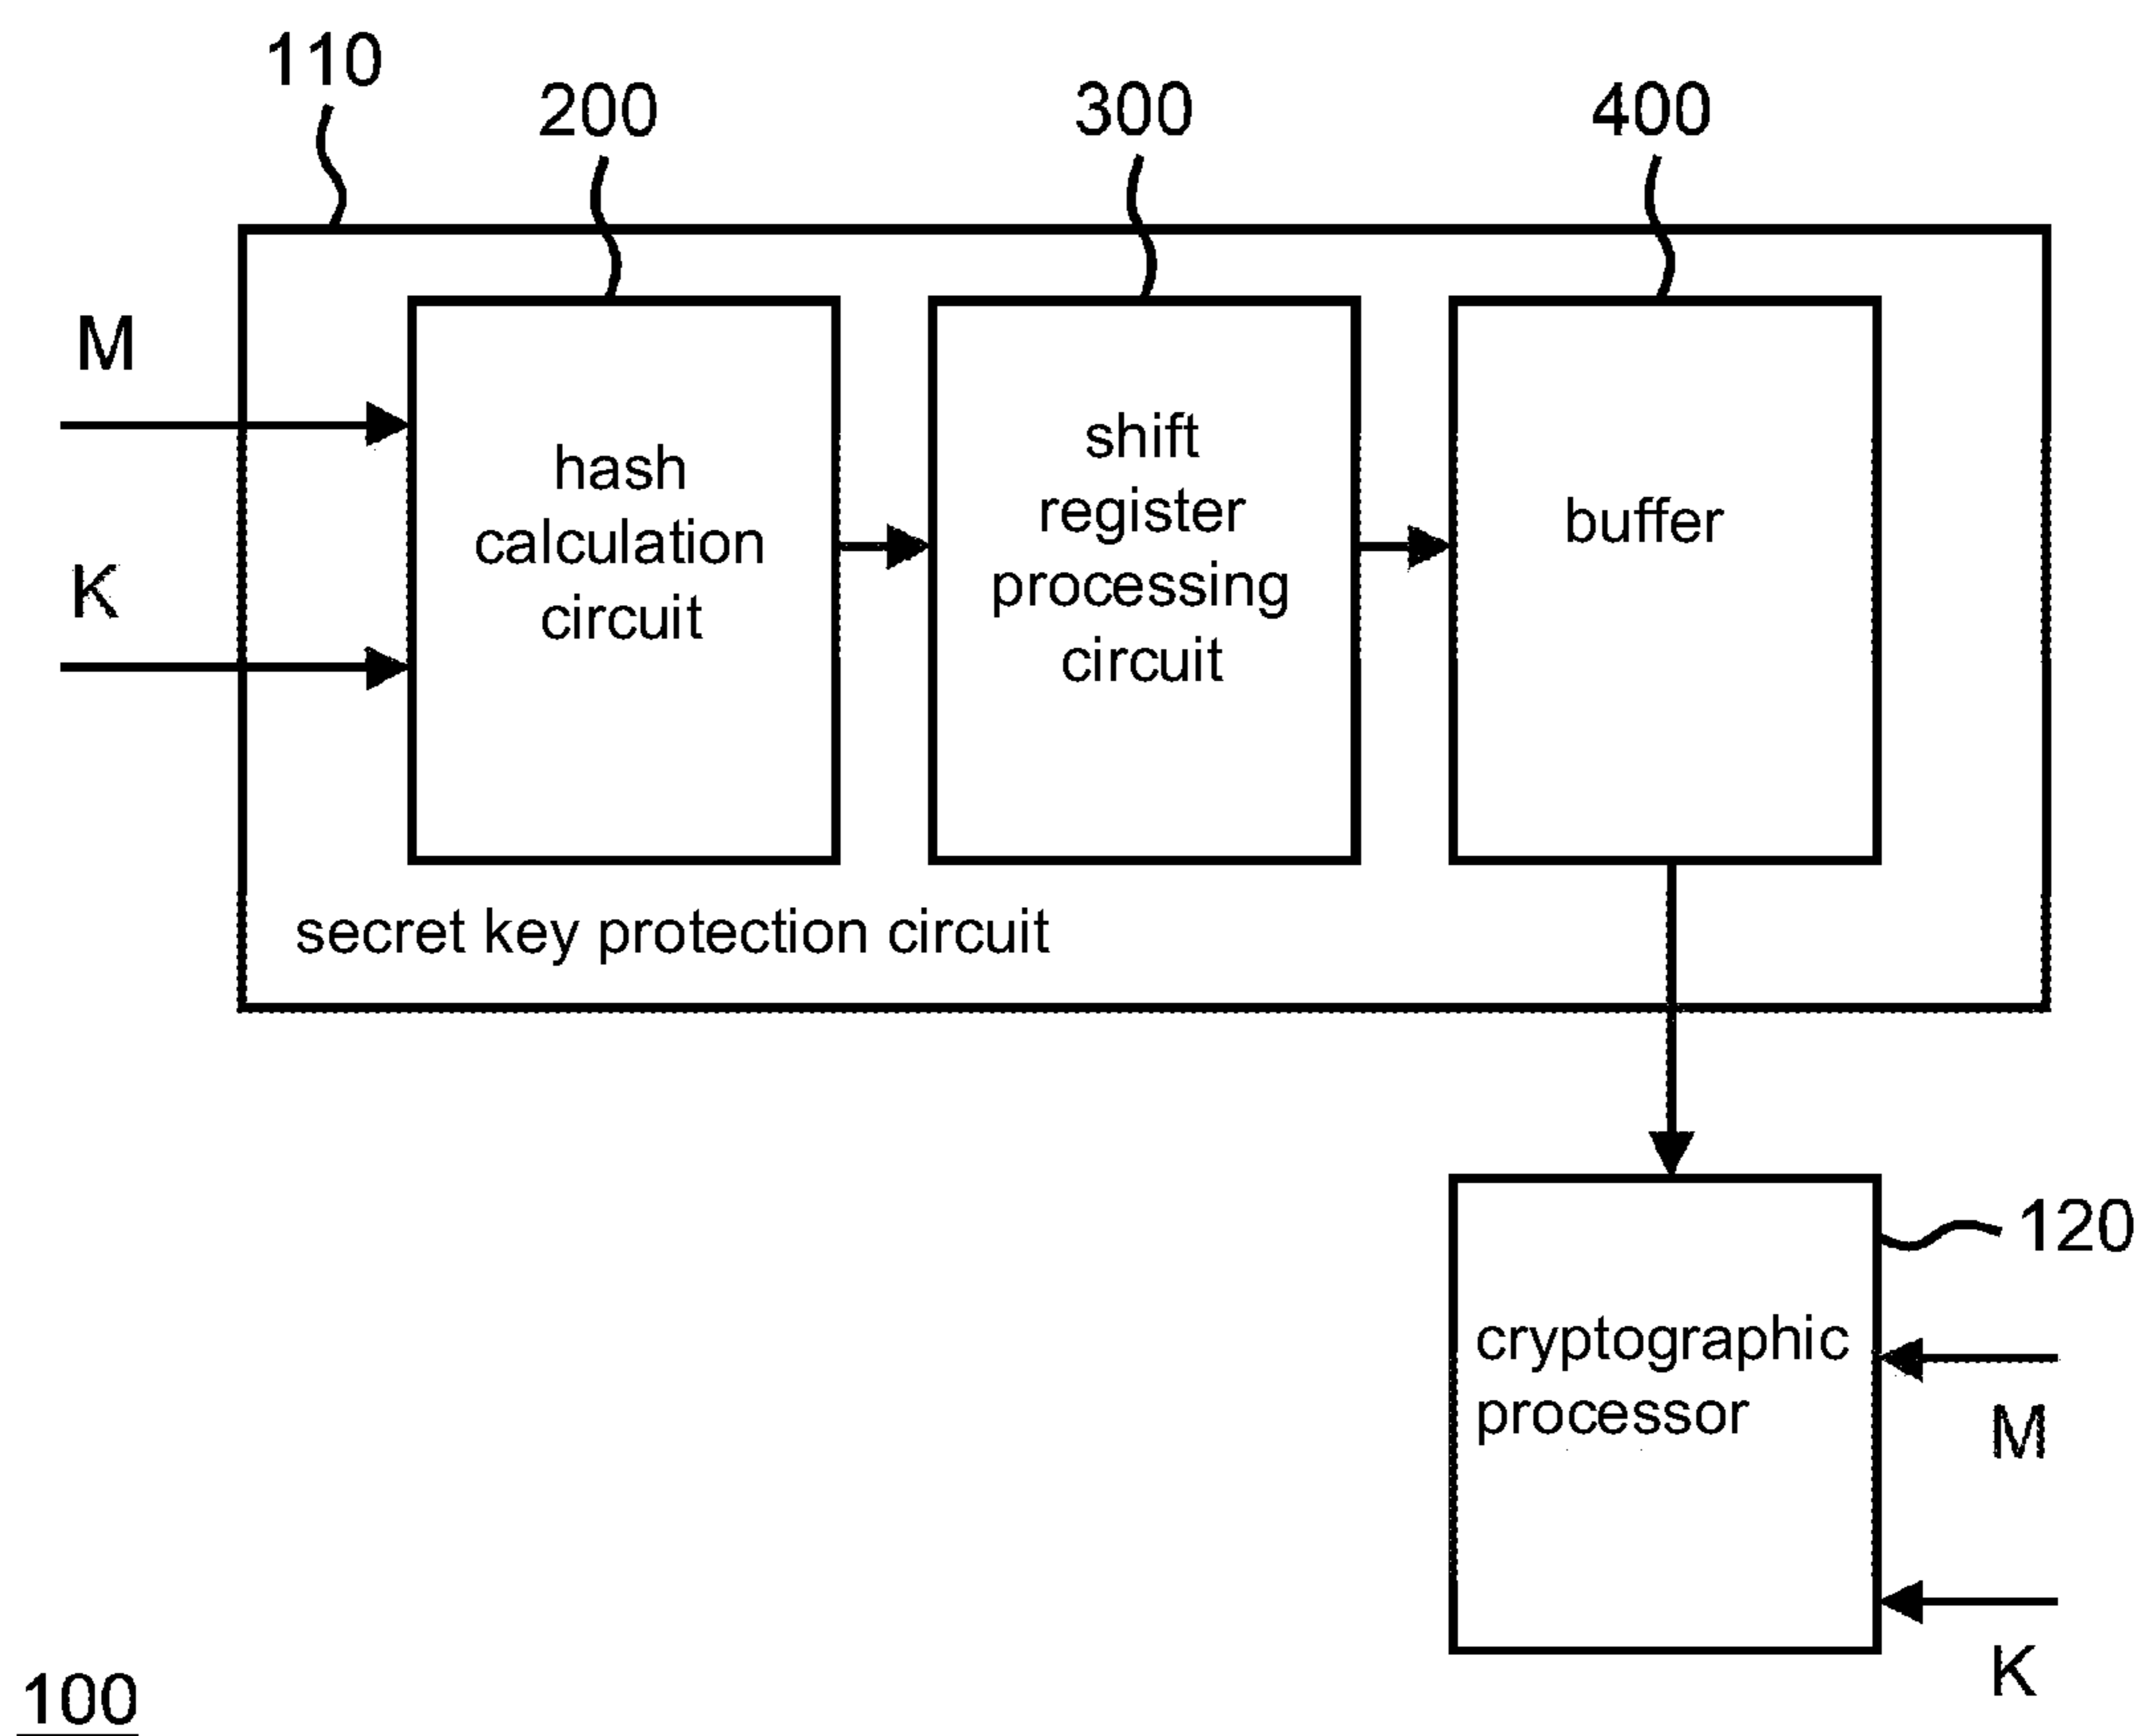 110
200
300
400
M
K
hash
calculation
circuit
shift
register
processing
circuit
buffer
secret key protection circuit
120
cryptographic
processor
M
K
100